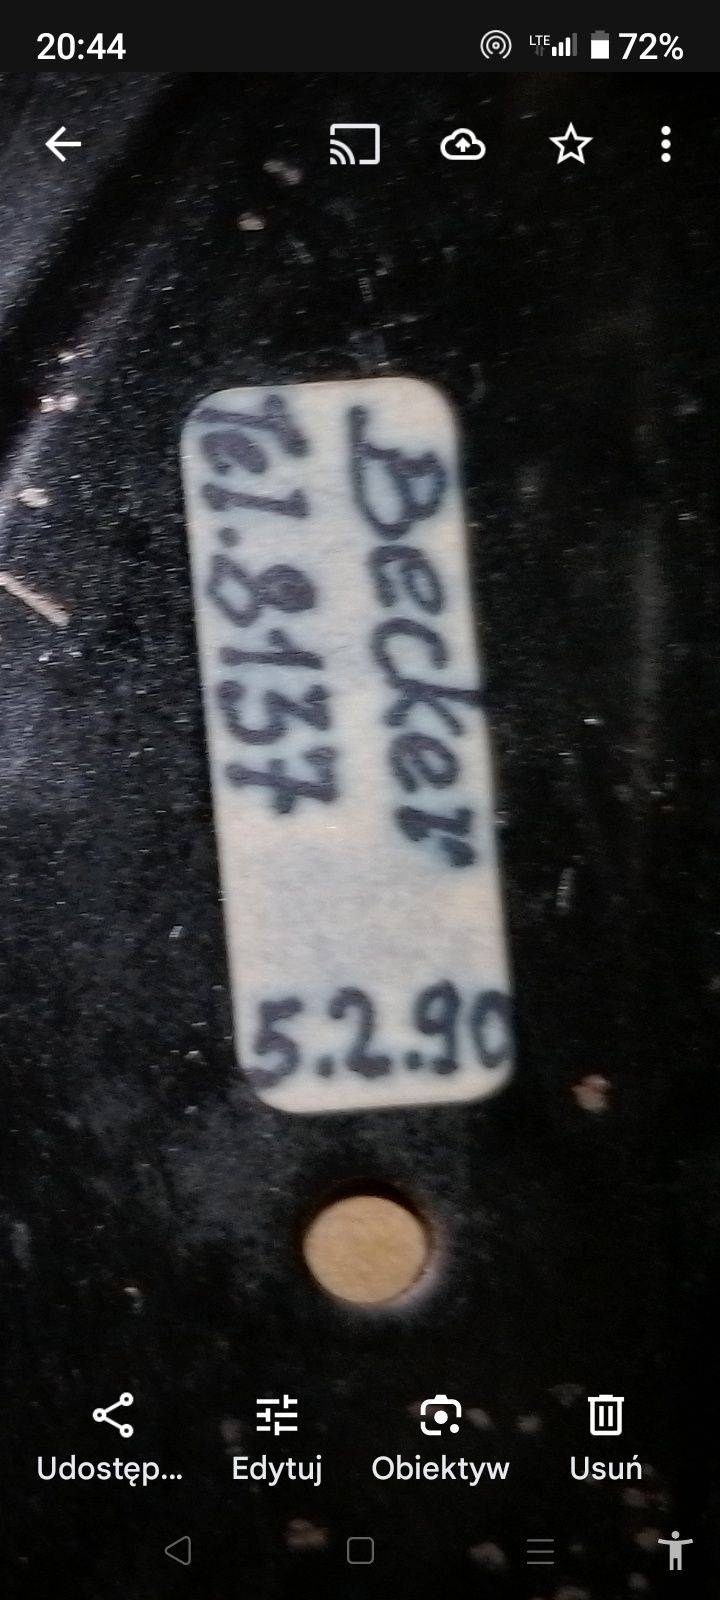 20:44
LTE
72%
Becker
Tel.8137
5.2.90
Udostęp...
Edytuj
Obiektyw
Usuń